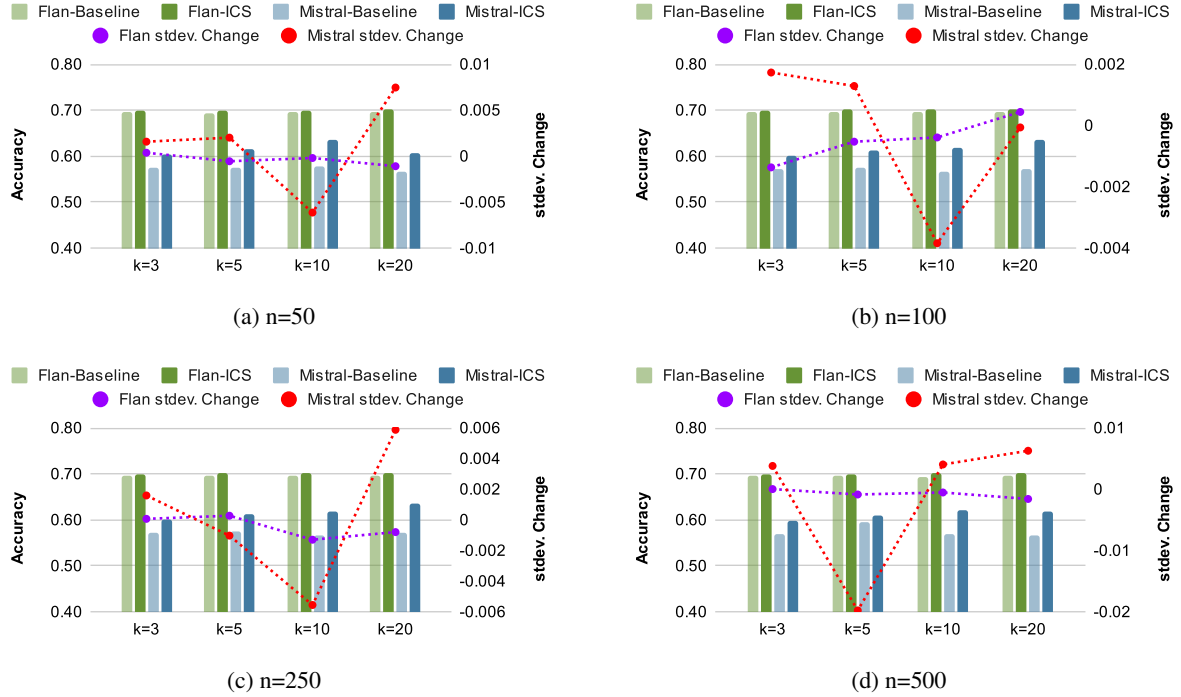 Flan-Baseline Flan-ICS Mistral-Baseline Mistral-ICS
Flan stdev. Change Mistral stdev. Change
Accuracy
0.80
0.70
0.60
0.50
0.40
0.01
0.005
0
-0.005
-0.01
stdev. Change
k=3 k=5 k=10 k=20
(a) n=50
Flan-Baseline Flan-ICS Mistral-Baseline Mistral-ICS
Flan stdev. Change Mistral stdev. Change
Accuracy
0.80
0.70
0.60
0.50
0.40
0.002
0
-0.002
-0.004
stdev. Change
k=3 k=5 k=10 k=20
(b) n=100
Flan-Baseline Flan-ICS Mistral-Baseline Mistral-ICS
Flan stdev. Change Mistral stdev. Change
Accuracy
0.80
0.70
0.60
0.50
0.40
0.006
0.004
0.002
0
-0.002
-0.004
-0.006
stdev. Change
k=3 k=5 k=10 k=20
(c) n=250
Flan-Baseline Flan-ICS Mistral-Baseline Mistral-ICS
Flan stdev. Change Mistral stdev. Change
Accuracy
0.80
0.70
0.60
0.50
0.40
0.01
0
-0.01
-0.02
stdev. Change
k=3 k=5 k=10 k=20
(d) n=500